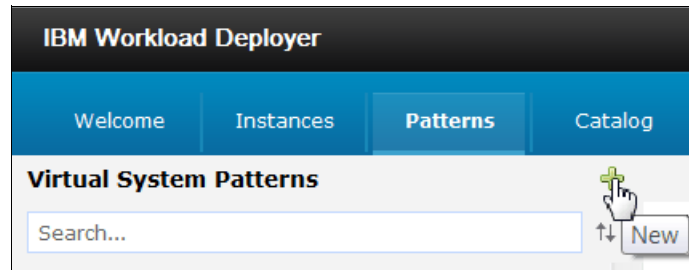 IBM Workload Deployer
Welcome Instances Patterns Catalog
Virtual System Patterns
Search...
New